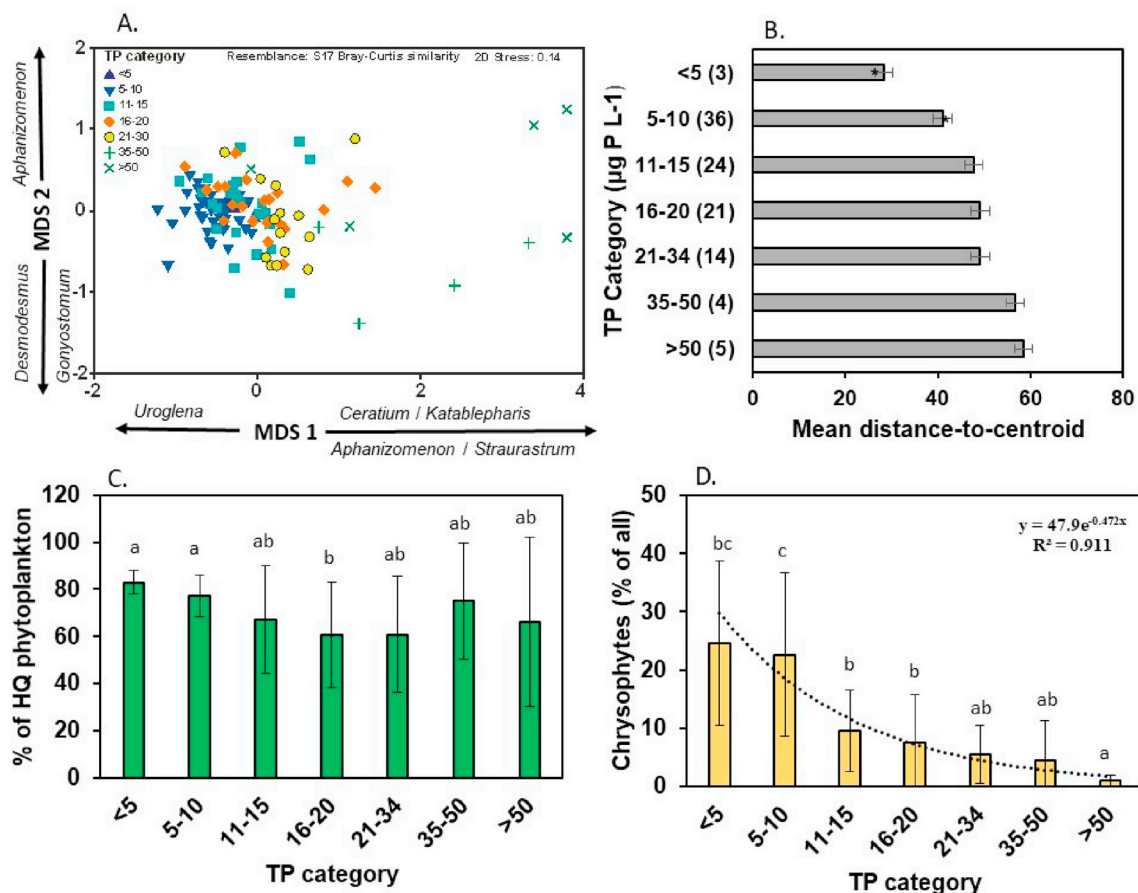 A.
TP category
Resemblance: S17 Bray-Curtis similarity
2D Stress: 0.14
<5
5-10
11-15
16-20
21-30
35-50
>50
2
1
0
-1
-2
-2
0
2
4
MDS 2
Aphanizomenon
Desmodesmus
Gonyostomum
Uroglena
Ceratium / Katablepharis
MDS 1
Aphanizomenon / Straurastrum
B.
TP Category (µg P L-1)
<5 (3)
*
5-10 (36)
*
11-15 (24)
16-20 (21)
21-34 (14)
35-50 (4)
>50 (5)
0 20 40 60 80
Mean distance-to-centroid
C.
% of HQ phytoplankton
120
100
80
60
40
20
0
a a ab b ab ab ab
<5 5-10 11-15 16-20 21-34 35-50 >50
TP category
D.
Chrysophytes (% of all)
50
40
30
20
10
0
y = 47.9e^-0.472x
R² = 0.911
bc c b b ab ab a
<5 5-10 11-15 16-20 21-34 35-50 >50
TP category